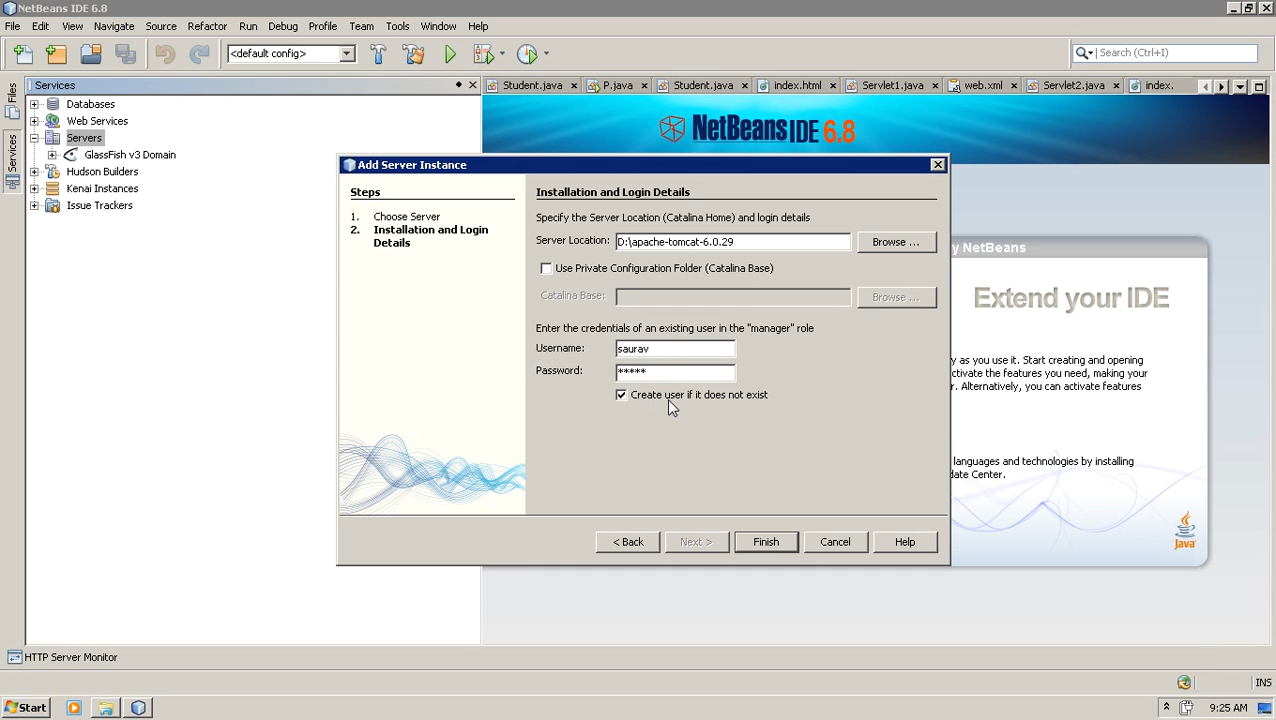 NetBeans IDE 6.8
File Edit View Navigate Source Refactor Run Debug Profile Team Tools Window Help
<default config>
Search (Ctrl+I)
Files
Services
Services
Databases
Web Services
Servers
GlassFish v3 Domain
Hudson Builders
Kenai Instances
Issue Trackers
Student.java P.java Student.java index.html Servlet1.java web.xml Servlet2.java index.
NetBeans IDE 6.8
Add Server Instance
Steps
1. Choose Server
2. Installation and Login
Details
Installation and Login Details
Specify the Server Location (Catalina Home) and login details
Server Location: D:\apache-tomcat-6.0.29 Browse ...
Use Private Configuration Folder (Catalina Base)
Catalina Base: Browse ...
Enter the credentials of an existing user in the "manager" role
Username: saurav
Password: *****
Create user if it does not exist
< Back Next > Finish Cancel Help
y NetBeans
Extend your IDE
y as you use it. Start creating and opening
ctivate the features you need, making your
r. Alternatively, you can activate features
languages and technologies by installing
date Center.
Java
HTTP Server Monitor
INS
Start
9:25 AM